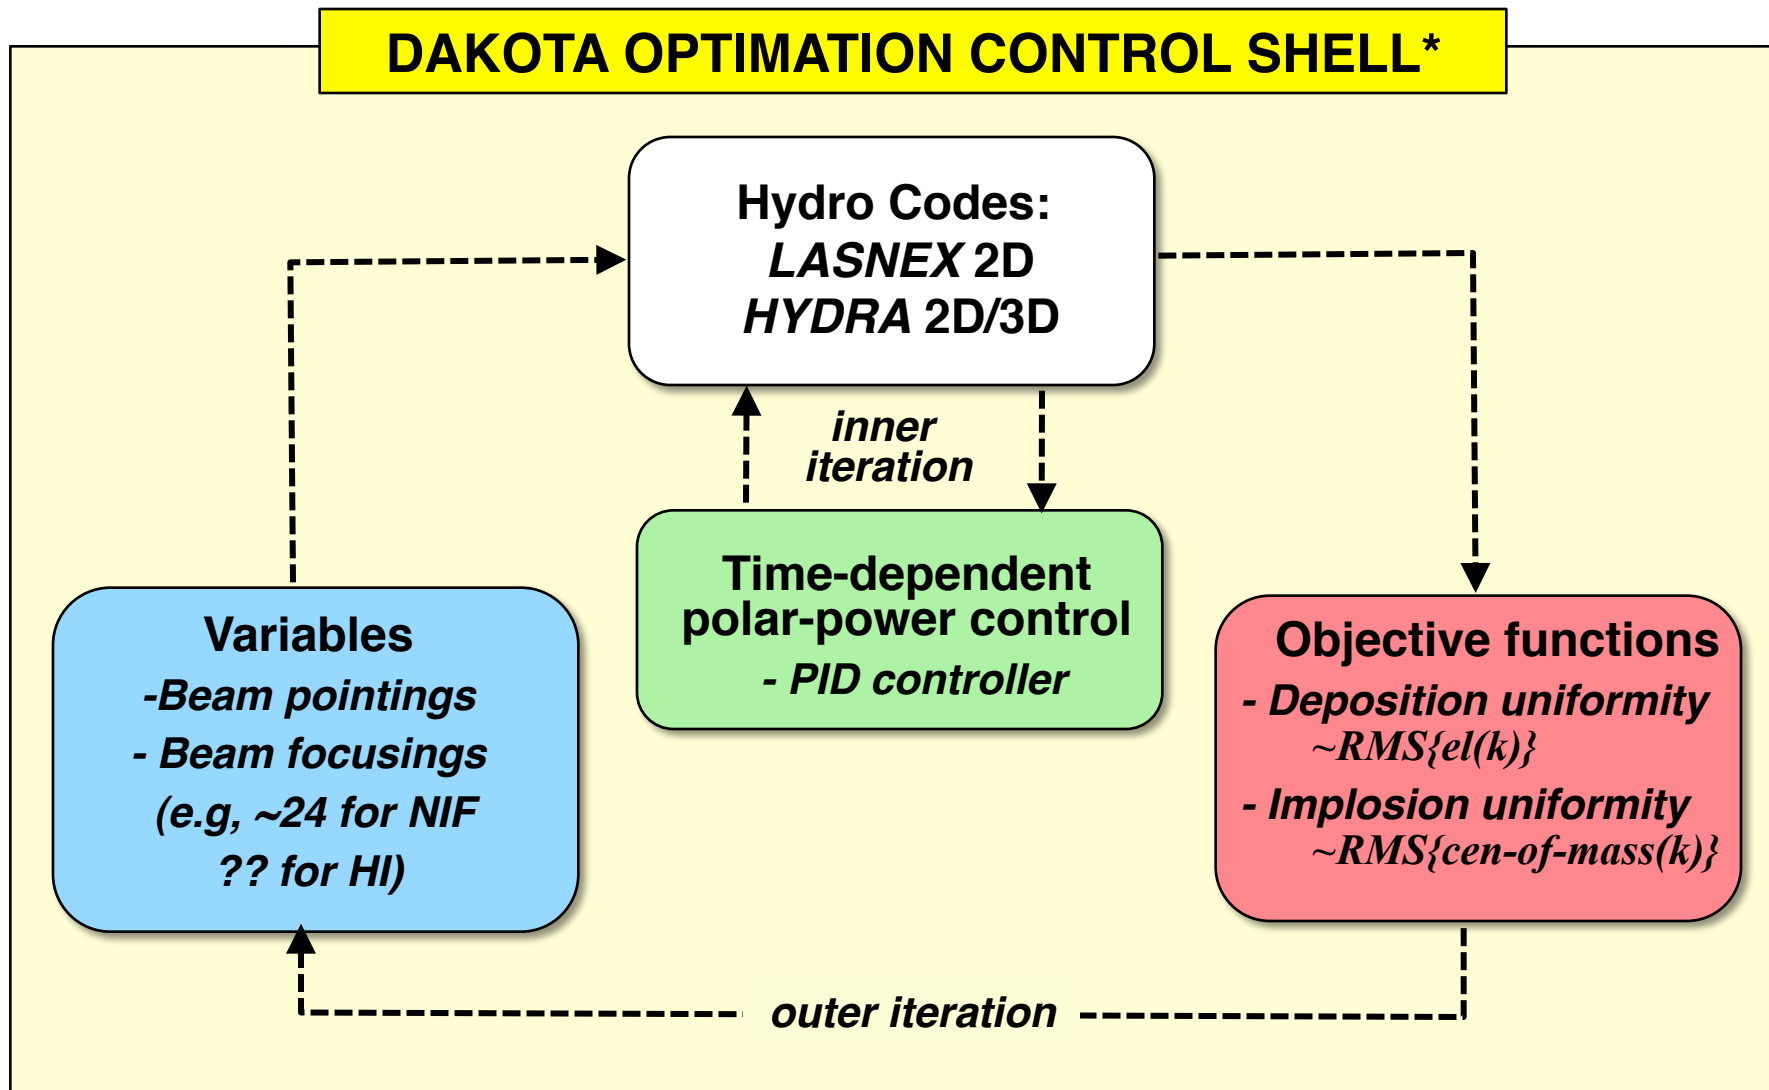 DAKOTA OPTIMATION CONTROL SHELL*
Hydro Codes:
LASNEX 2D
HYDRA 2D/3D
inner
iteration
Time-dependent
polar-power control
- PID controller
Variables
-Beam pointings
- Beam focusings
(e.g, ~24 for NIF
?? for HI)
Objective functions
- Deposition uniformity
~RMS{el(k)}
- Implosion uniformity
~RMS{cen-of-mass(k)}
outer iteration